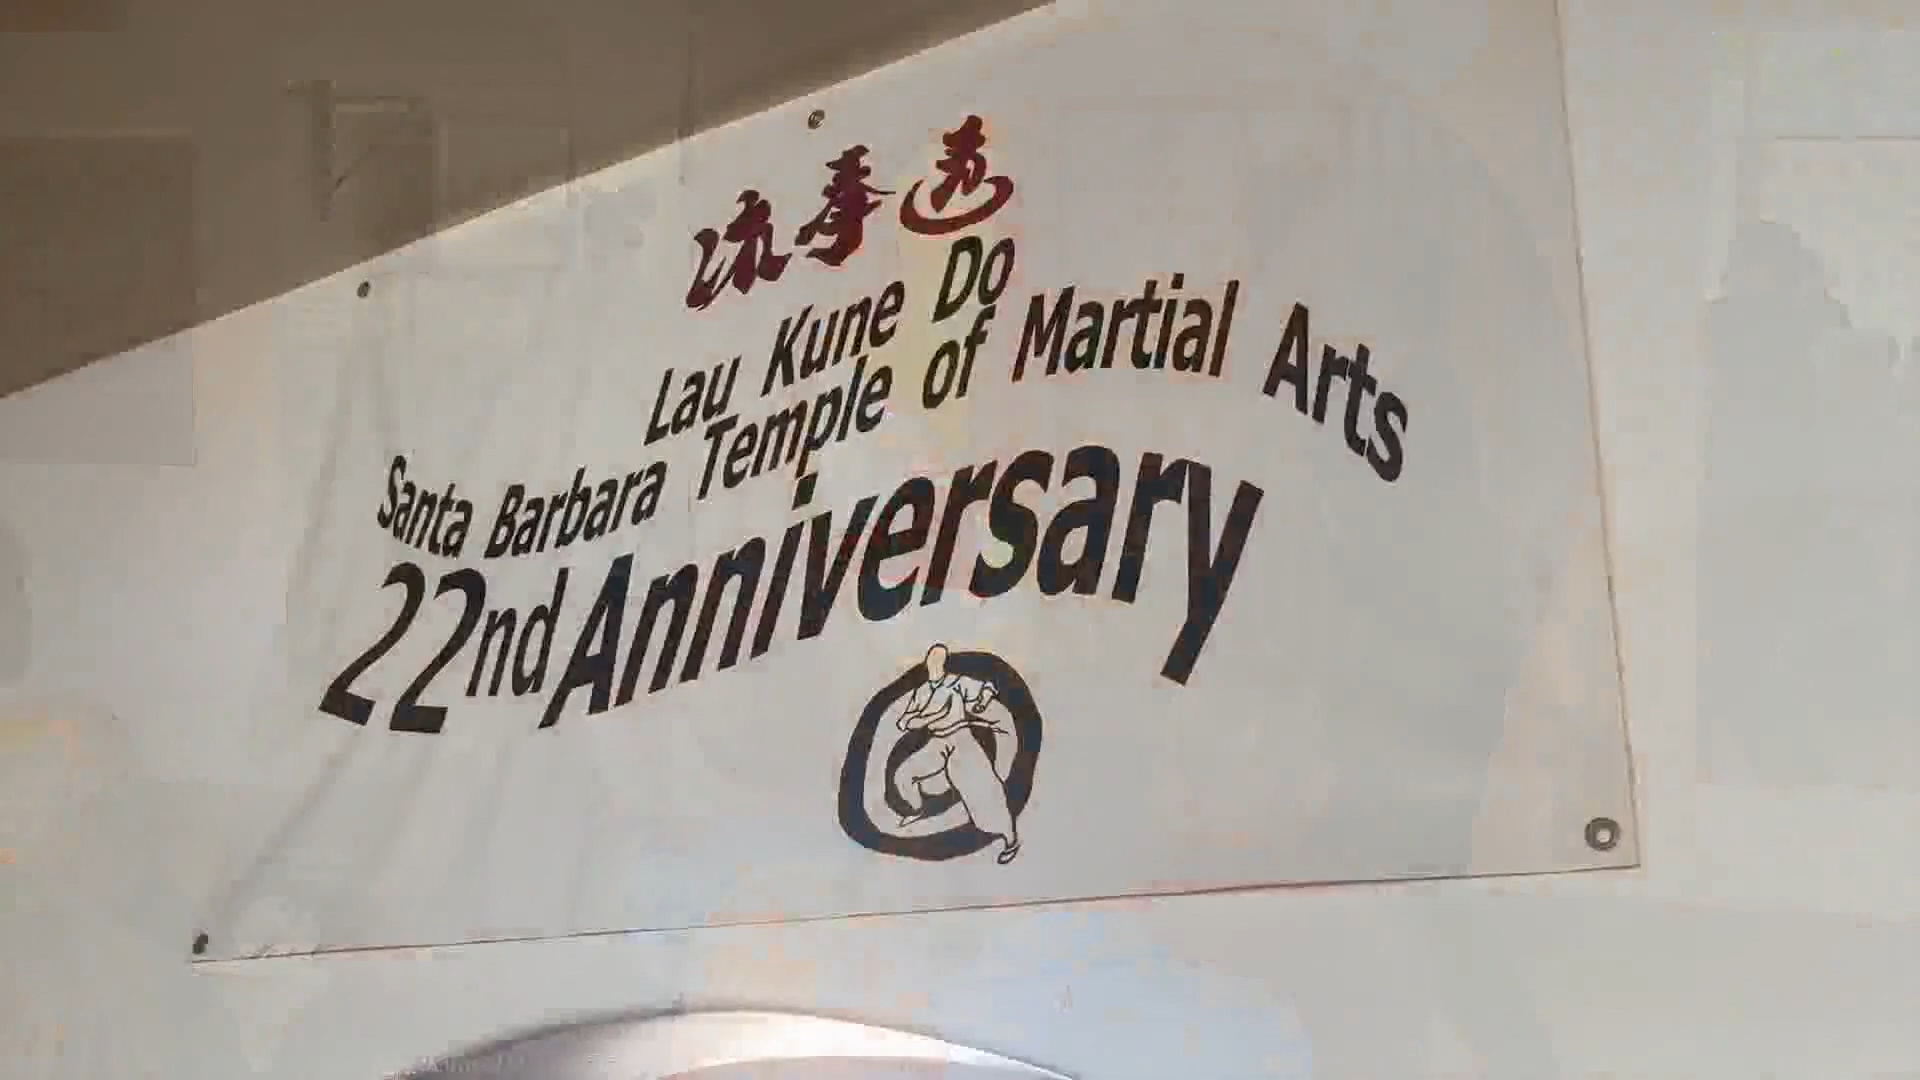 流拳道
Lau Kune Do
Santa Barbara Temple of Martial Arts
22nd Anniversary